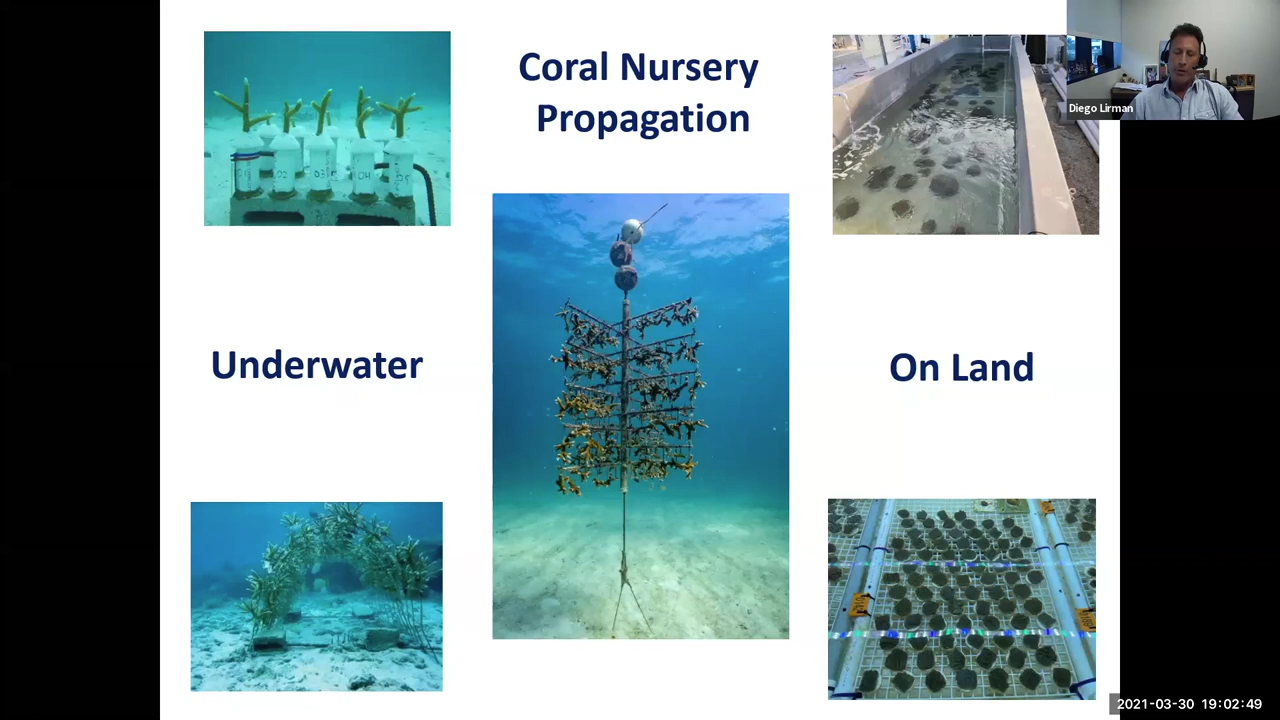 Coral Nursery
Propagation
Diego Lirman
Underwater
On Land
2021-03-30 19:02:49